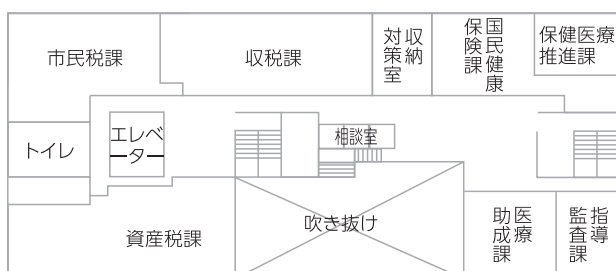 市民税課
収税課
収納
対策室
国民健康
保険課
保健医療
推進課
トイレ
エレベ
ーター
相談室
資産税課
吹き抜け
医療
助成課
指導
監査課